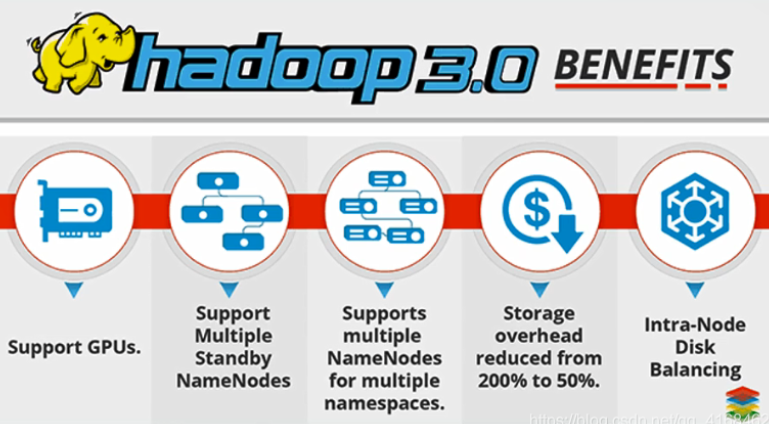 hadoop 3.0 BENEFITS
Support GPUs.
Support
Multiple
Standby
NameNodes
Supports
multiple
NameNodes
for multiple
namespaces.
Storage
overhead
reduced from
200% to 50%.
Intra-Node
Disk
Balancing